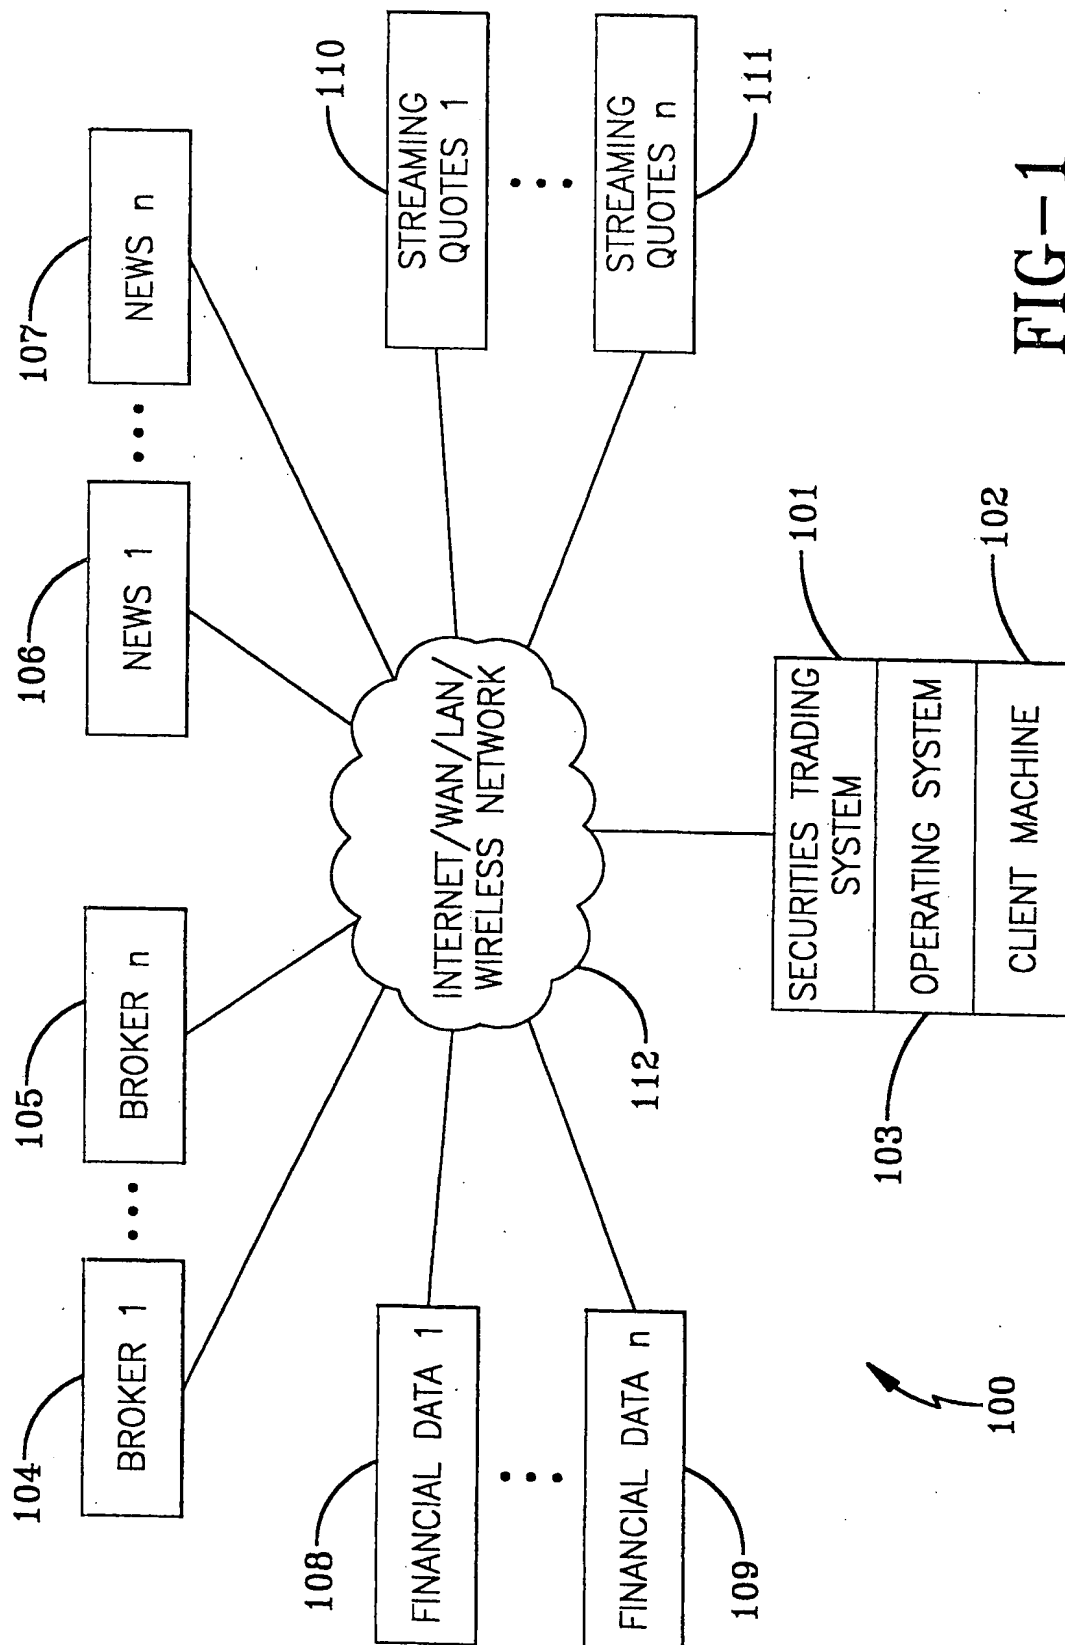 104
BROKER 1
105
BROKER n
106
NEWS 1
107
NEWS n
108
FINANCIAL DATA 1
109
FINANCIAL DATA n
INTERNET/WAN/LAN/
WIRELESS NETWORK
112
110
STREAMING
QUOTES 1
STREAMING
QUOTES n
111
101
SECURITIES TRADING
SYSTEM
103
OPERATING SYSTEM
102
CLIENT MACHINE
100
FIG-1